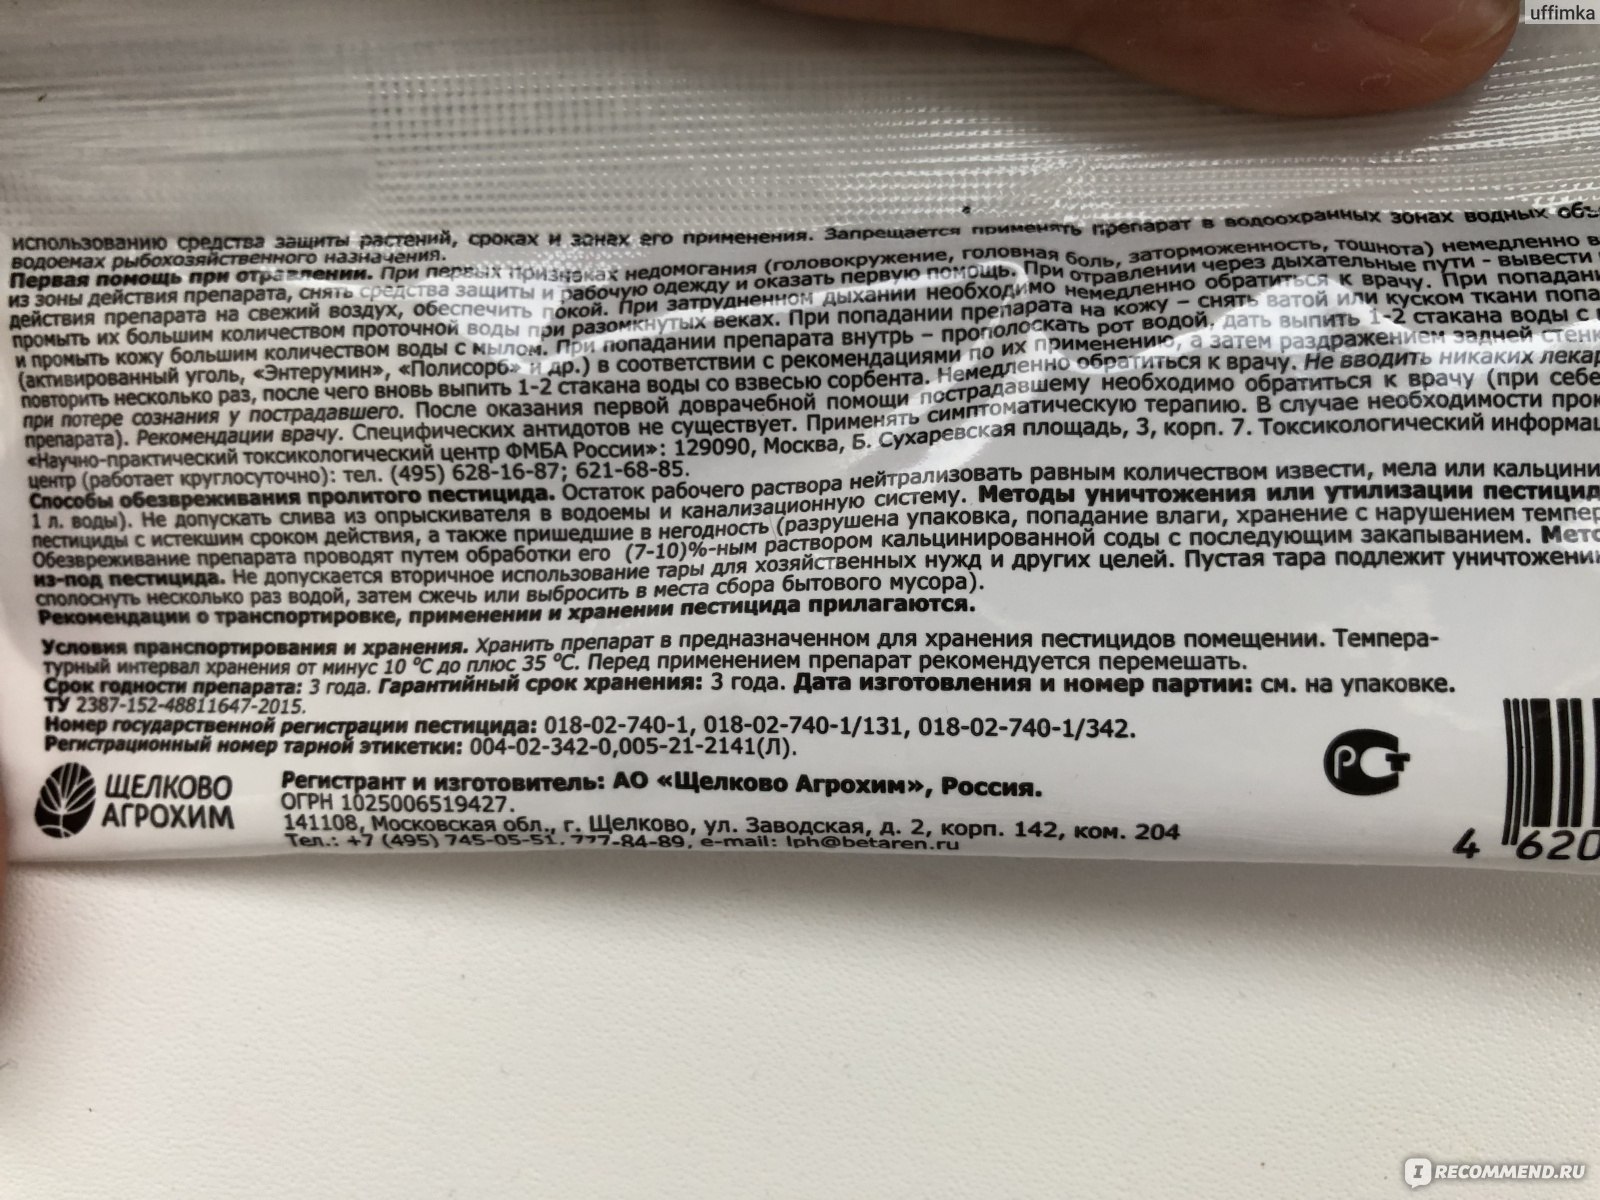 uffimka
использованию средства защиты растений, сроках и зонах его применения. Запрещается применять препарат в водоохранных зонах водных объ
водоемах рыбохозяйственного назначения.
Первая помощь при отравлении. При первых признаках недомогания (головокружение, головная боль, заторможенность, тошнота) немедленно в
из зоны действия препарата, снять средства защиты и рабочую одежду и оказать первую помощь. При отравлении через дыхательные пути - вывести
действия препарата на свежий воздух, обеспечить покой. При затрудненном дыхании необходимо немедленно обратиться к врачу. При попадан
промыть их большим количеством проточной воды при разомкнутых веках. При попадании препарата на кожу – снять ватой или куском ткани попа
и промыть кожу большим количеством воды с мылом. При попадании препарата внутрь – прополоскать рот водой, дать выпить 1-2 стакана воды с
(активированный уголь, «Энтерумин», «Полисорб» и др.) в соответствии с рекомендациями по их применению, а затем раздражением задней стенк
повторить несколько раз, после чего вновь выпить 1-2 стакана воды со взвесью сорбента. Немедленно обратиться к врачу. Не вводить никаких лекар
при потере сознания у пострадавшего. После оказания первой доврачебной помощи пострадавшему необходимо обратиться к врачу (при себе
препарата). Рекомендации врачу. Специфических антидотов не существует. Применять симптоматическую терапию. В случае необходимости прок
«Научно-практический токсикологический центр ФМБА России»: 129090, Москва, Б. Сухаревская площадь, 3, корп. 7. Токсикологический информац
центр (работает круглосуточно): тел. (495) 628-16-87; 621-68-85.
Способы обезвреживания пролитого пестицида. Остаток рабочего раствора нейтрализовать равным количеством извести, мела или кальцини
1 л. воды). Не допускать слива из опрыскивателя в водоемы и канализационную систему. Методы уничтожения или утилизации пестицид
пестициды с истекшим сроком действия, а также пришедшие в негодность (разрушена упаковка, попадание влаги, хранение с нарушением темпер
Обезвреживание препарата проводят путем обработки его (7-10)%-ным раствором кальцинированной соды с последующим закапыванием. Мето
из-под пестицида. Не допускается вторичное использование тары для хозяйственных нужд и других целей. Пустая тара подлежит уничтожени
сполоснуть несколько раз водой, затем сжечь или выбросить в места сбора бытового мусора).
Рекомендации о транспортировке, применении и хранении пестицида прилагаются.
Условия транспортирования и хранения. Хранить препарат в предназначенном для хранения пестицидов помещении. Темпера-
турный интервал хранения от минус 10 °С до плюс 35 °С. Перед применением препарат рекомендуется перемешать.
Срок годности препарата: 3 года. Гарантийный срок хранения: 3 года. Дата изготовления и номер партии: см. на упаковке.
ТУ 2387-152-48811647-2015.
Номер государственной регистрации пестицида: 018-02-740-1, 018-02-740-1/131, 018-02-740-1/342.
Регистрационный номер тарной этикетки: 004-02-342-0,005-21-2141(Л).
ЩЕЛКОВО
АГРОХИМ
Регистрант и изготовитель: АО «Щелково Агрохим», Россия.
ОГРН 1025006519427.
141108, Московская обл., г. Щелково, ул. Заводская, д. 2, корп. 142, ком. 204
Тел.: +7 (495) 745-05-51, 777-84-89, e-mail: lph@betaren.ru
РСТ
4 620
IRECOMMEND.RU